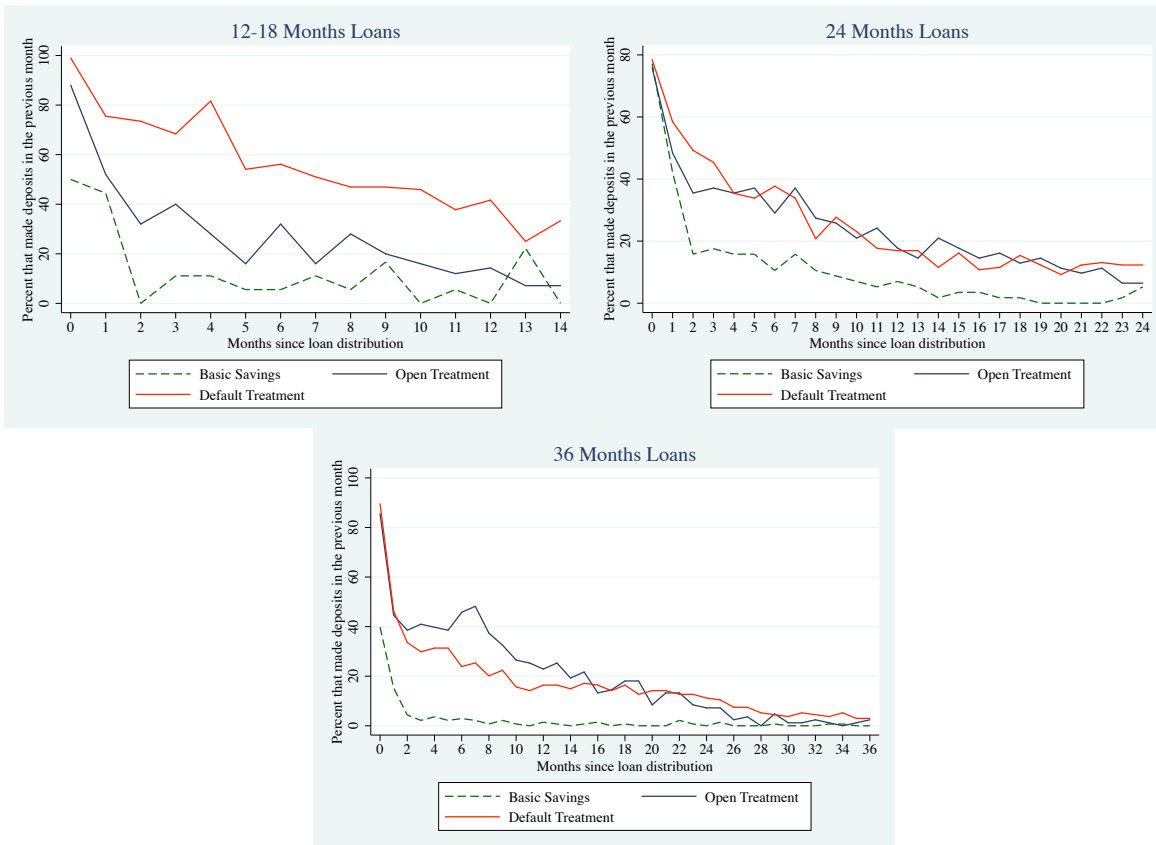 12-18 Months Loans
Percent that made deposits in the previous month
100
80
60
40
20
0
0 1 2 3 4 5 6 7 8 9 10 11 12 13 14
Months since loan distribution
Basic Savings Open Treatment
Default Treatment
24 Months Loans
Percent that made deposits in the previous month
80
60
40
20
0
0 1 2 3 4 5 6 7 8 9 10 11 12 13 14 15 16 17 18 19 20 21 22 23 24
Months since loan distribution
Basic Savings Open Treatment
Default Treatment
36 Months Loans
Percent that made deposits in the previous month
100
80
60
40
20
0
0 2 4 6 8 10 12 14 16 18 20 22 24 26 28 30 32 34 36
Months since loan distribution
Basic Savings Open Treatment
Default Treatment